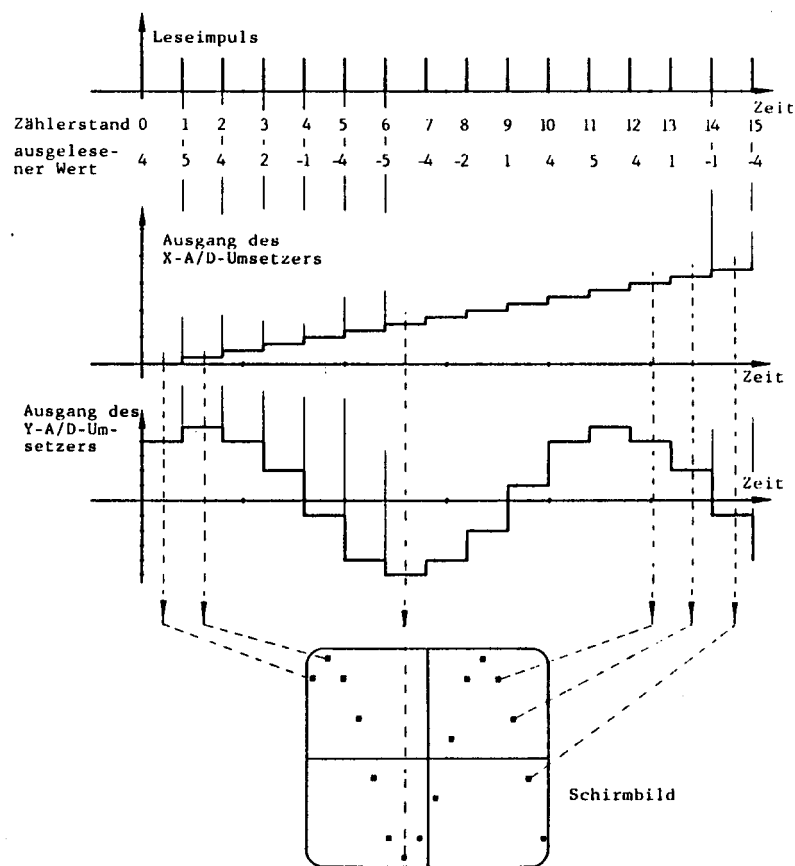 Leseimpuls
Zeit
Zählerstand 0 1 2 3 4 5 6 7 8 9 10 11 12 13 14 15
ausgelese-
ner Wert 4 5 4 2 -1 -4 -5 -4 -2 1 4 5 4 1 -1 -4
Ausgang des
X-A/D-Umsetzers
Zeit
Ausgang des
Y-A/D-Um-
setzers
Zeit
Schirmbild